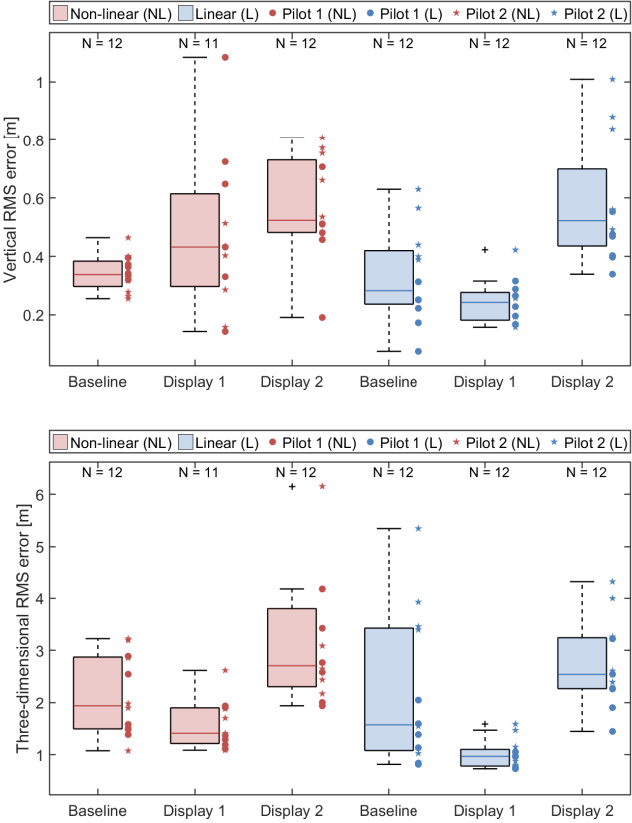 Non-linear (NL) Linear (L) Pilot 1 (NL) Pilot 1 (L) Pilot 2 (NL) Pilot 2 (L)
N = 12 N = 11 N = 12 N = 12 N = 12 N = 12
Vertical RMS error [m]
1
0.8
0.6
0.4
0.2
Baseline Display 1 Display 2 Baseline Display 1 Display 2
Non-linear (NL) Linear (L) Pilot 1 (NL) Pilot 1 (L) Pilot 2 (NL) Pilot 2 (L)
N = 12 N = 11 N = 12 N = 12 N = 12 N = 12
Three-dimensional RMS error [m]
6
5
4
3
2
1
Baseline Display 1 Display 2 Baseline Display 1 Display 2